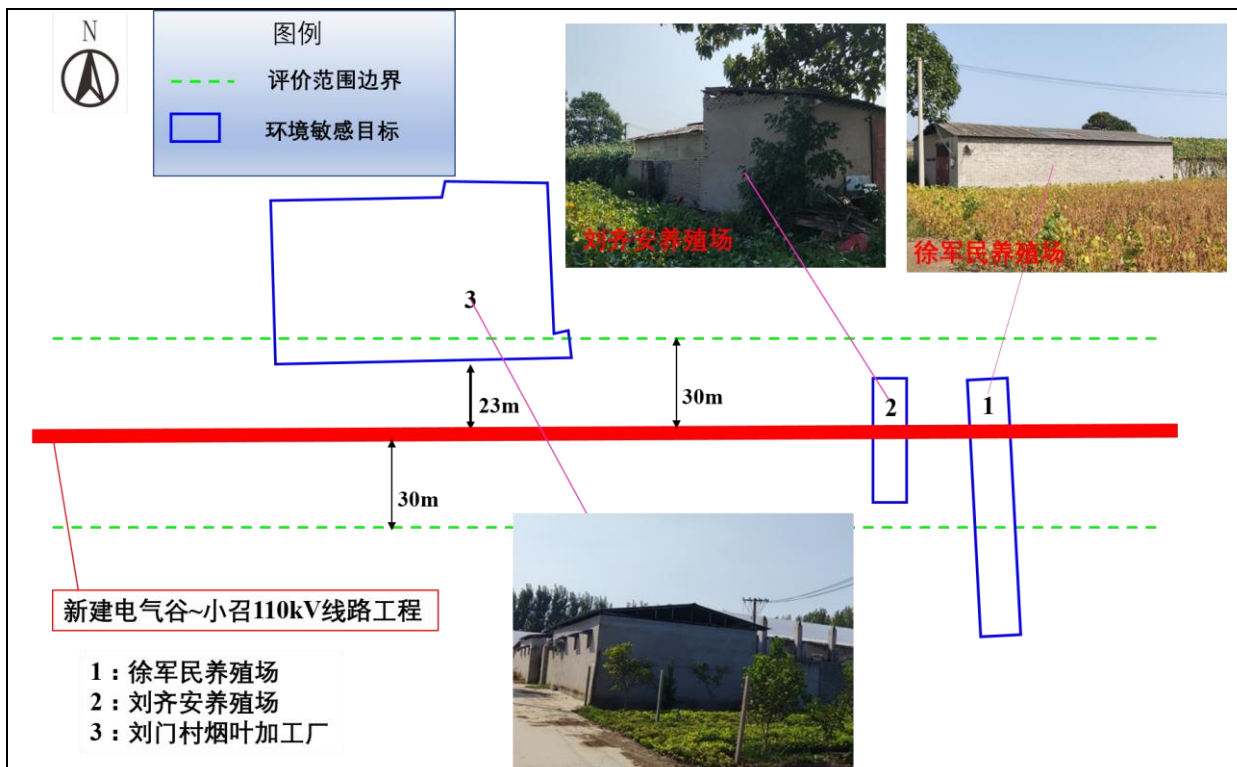 N
图例
评价范围边界
环境敏感目标
刘齐安养殖场
徐军民养殖场
3
30m
2
1
23m
30m
新建电气谷~小召110kV线路工程
1：徐军民养殖场
2：刘齐安养殖场
3：刘门村烟叶加工厂